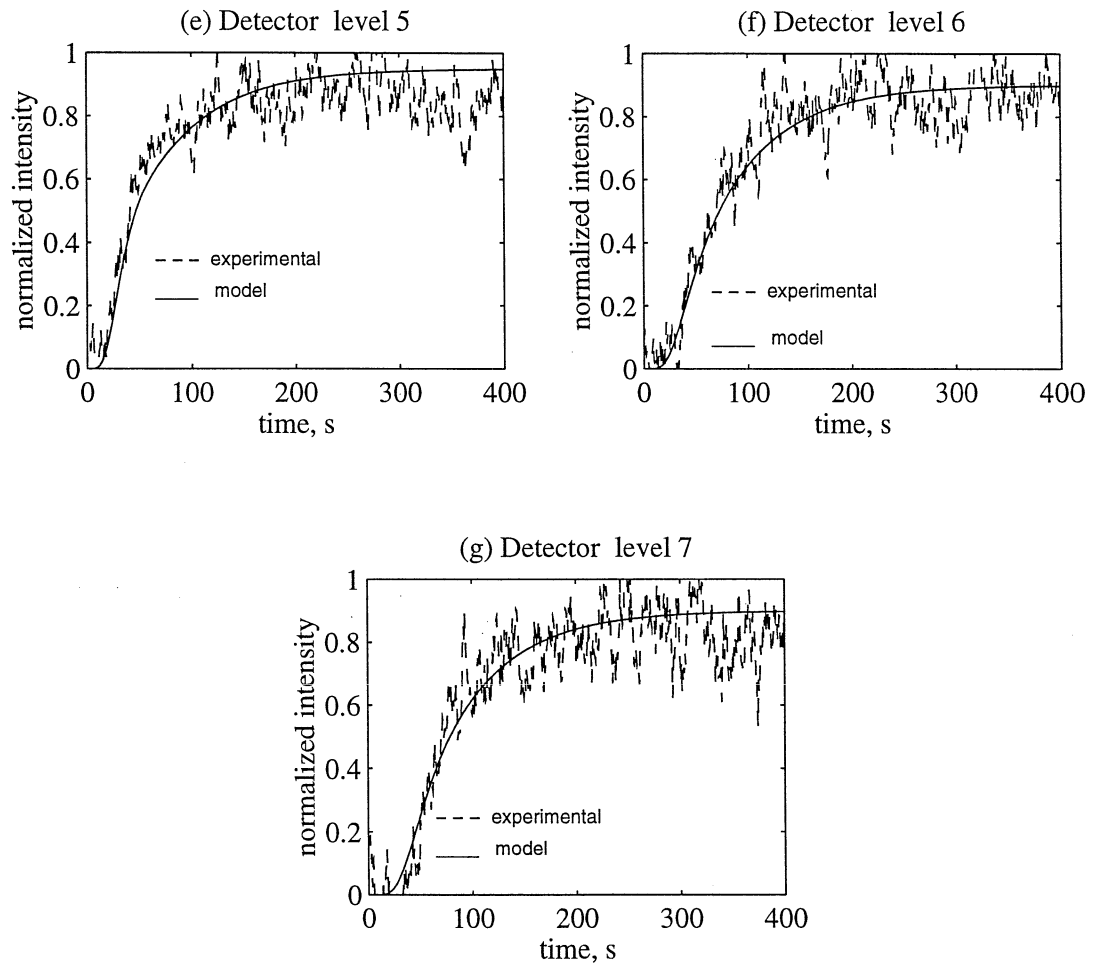 (e) Detector level 5
normalized intensity
1
0.8
0.6
0.4
0.2
0
experimental
model
0 100 200 300 400
time, s
(f) Detector level 6
normalized intensity
1
0.8
0.6
0.4
0.2
0
experimental
model
0 100 200 300 400
time, s
(g) Detector level 7
normalized intensity
1
0.8
0.6
0.4
0.2
0
experimental
model
0 100 200 300 400
time, s